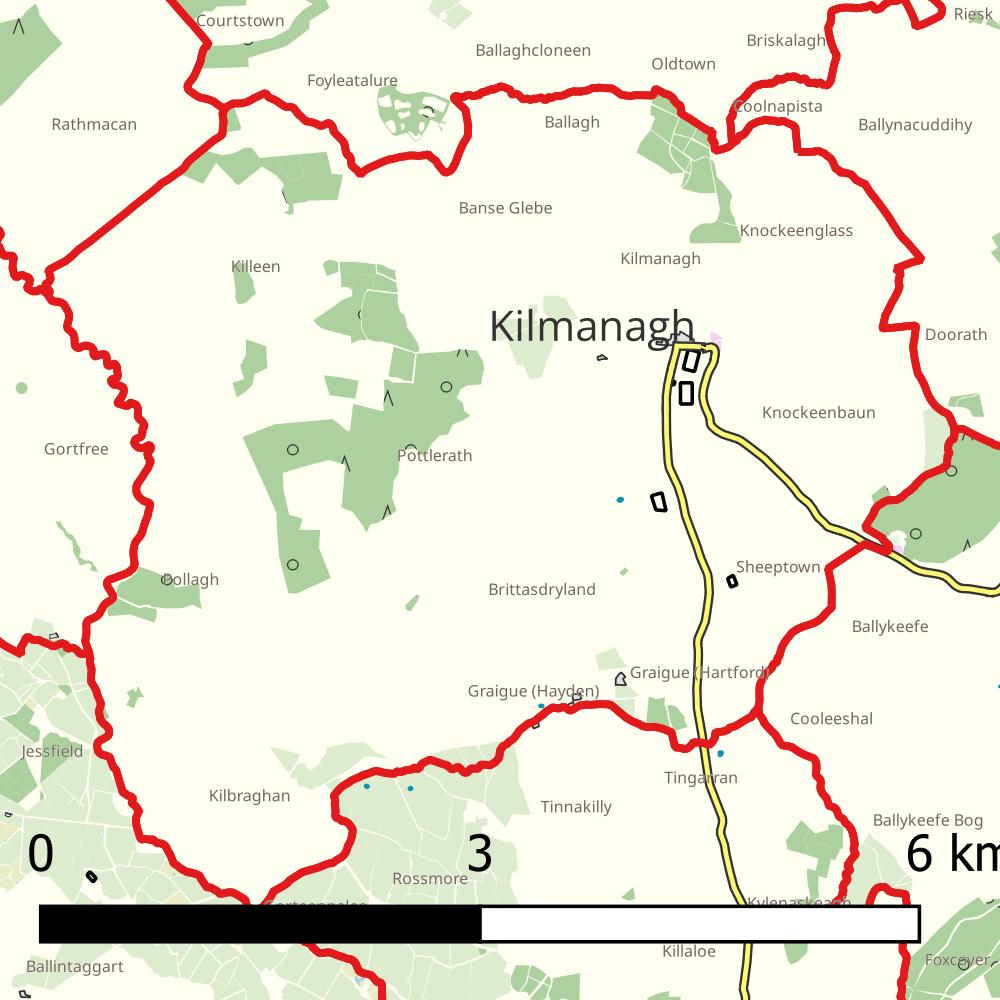 Courtstown
Riesk
Briskalagh
Ballaghcloneen
Oldtown
Foyleatalure
Coolnapista
Rathmacan
Ballagh
Ballynacuddihy
Banse Glebe
Knockeenglass
Killeen
Kilmanagh
Kilmanagh
Doorath
Knockeenbaun
Gortfree
Pottlerath
Sheeptown
Bollagh
Brittasdryland
Ballykeefe
Graigue (Hartford)
Graigue (Hayden)
Cooleeshal
Jessfield
Tingarran
Kilbraghan
Tinnakilly
Ballykeefe Bog
0 3 6 km
Rossmore
Kylenaskeagh
Killaloe
Foxcover
Ballintaggart